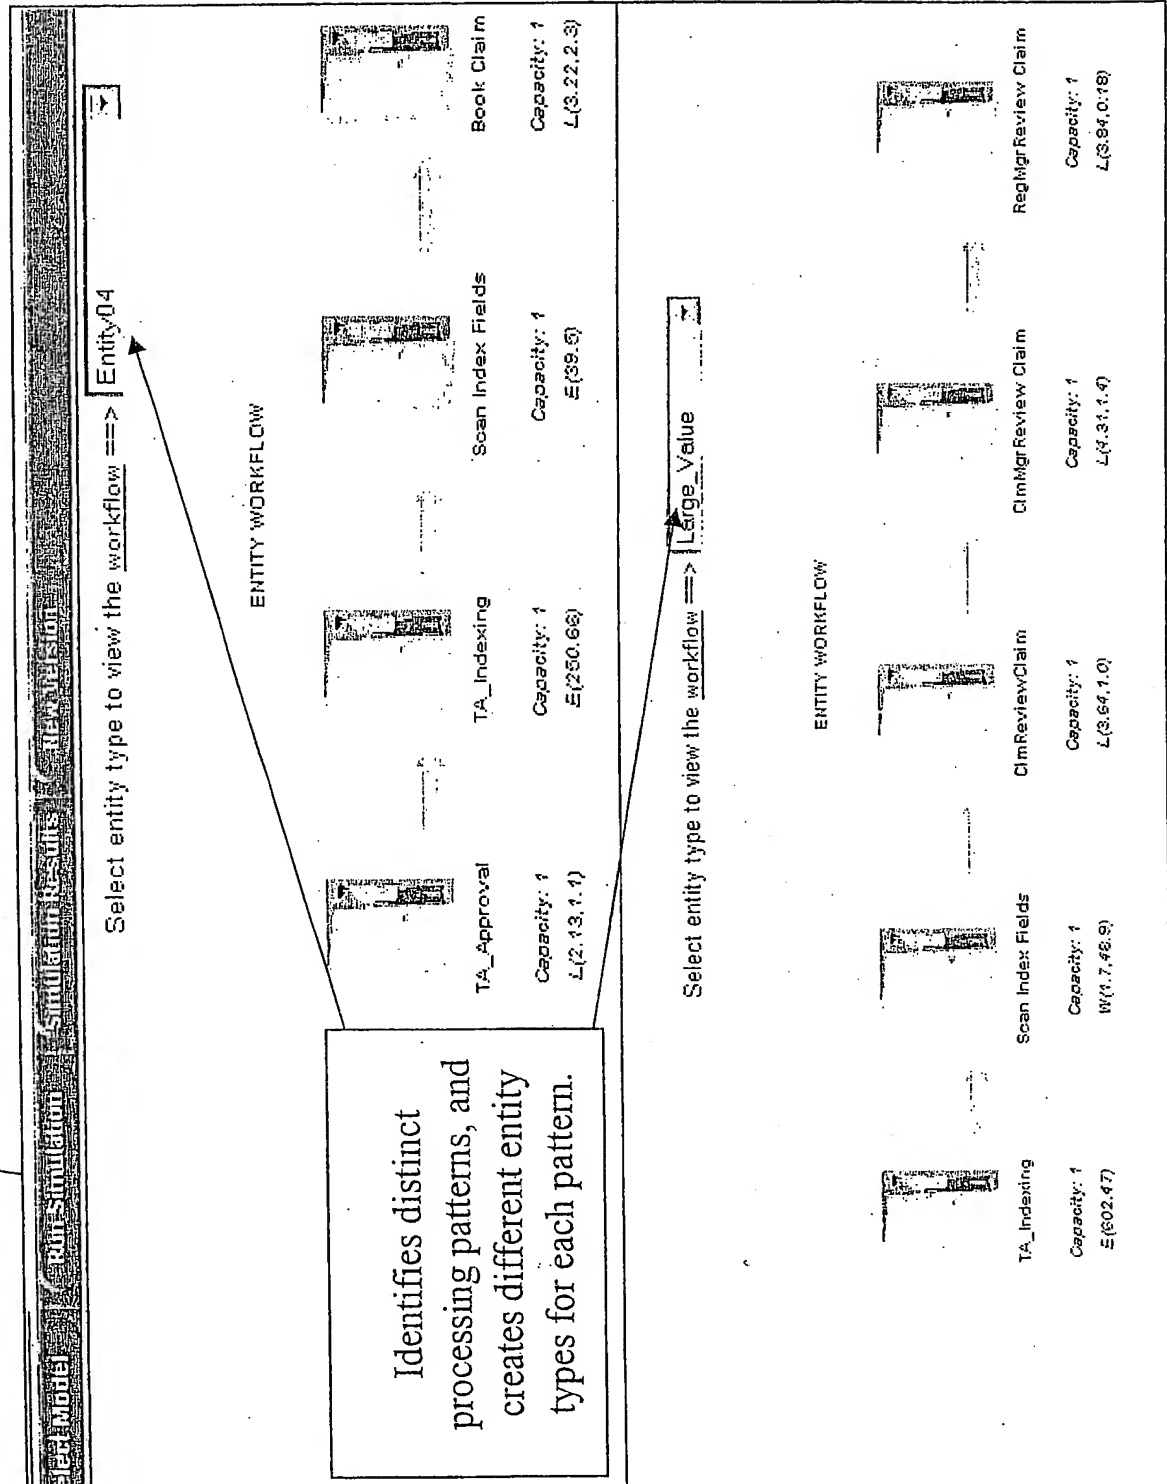 Select Model Run Simulation Simulation Results New Version
Select entity type to view the workflow ==> Entity04
ENTITY WORKFLOW
TA_Approval TA_Indexing Scan Index Fields Book Claim
Capacity: 1 Capacity: 1 Capacity: 1 Capacity: 1
L(2.13,1.1) E(250.66) E(39.5) L(3.22,2.3)
Identifies distinct
processing patterns, and
creates different entity
types for each pattern.
Select entity type to view the workflow ==> Large_Value
ENTITY WORKFLOW
TA_Indexing Scan Index Fields ClmReviewClaim ClmMgrReview Claim RegMgrReview Claim
Capacity: 1 Capacity: 1 Capacity: 1 Capacity: 1 Capacity: 1
E(602.47) W(1.7,48.9) L(3.64,1.0) L(4.31,1.4) L(3.84,0.18)